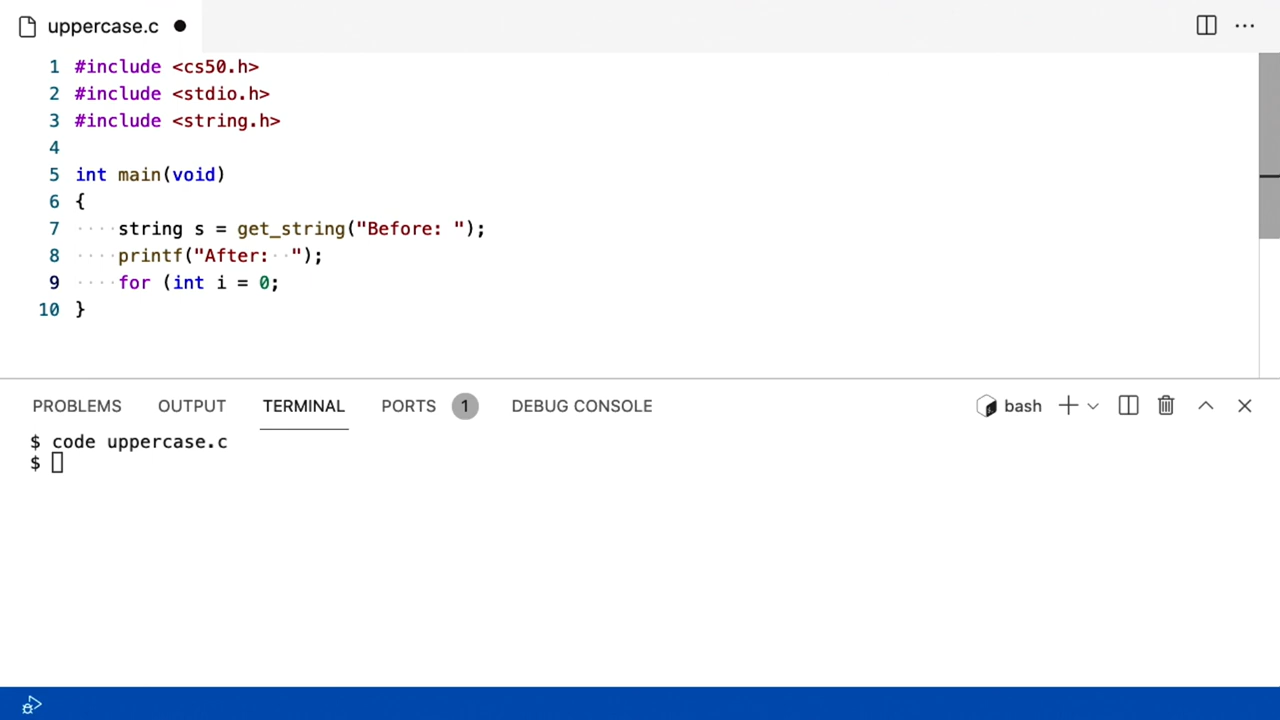 uppercase.c
1 #include <cs50.h>
2 #include <stdio.h>
3 #include <string.h>
4
5 int main(void)
6 {
7 string s = get_string("Before: ");
8 printf("After:  ");
9 for (int i = 0;
10 }
PROBLEMS OUTPUT TERMINAL PORTS 1 DEBUG CONSOLE bash
$ code uppercase.c
$